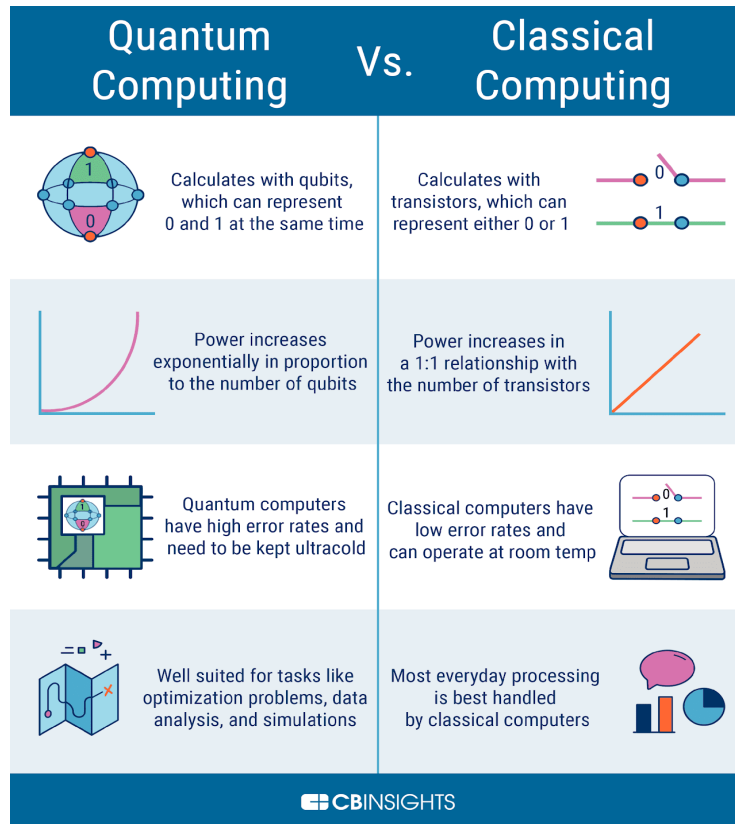 Quantum
Computing
Vs.
Classical
Computing
1
0
Calculates with qubits,
which can represent
0 and 1 at the same time
Calculates with
transistors, which can
represent either 0 or 1
0
1
Power increases
exponentially in proportion
to the number of qubits
Power increases in
a 1:1 relationship with
the number of transistors
1
0
Quantum computers
have high error rates and
need to be kept ultracold
Classical computers have
low error rates and
can operate at room temp
0
1
Well suited for tasks like
optimization problems, data
analysis, and simulations
Most everyday processing
is best handled
by classical computers
CBINSIGHTS